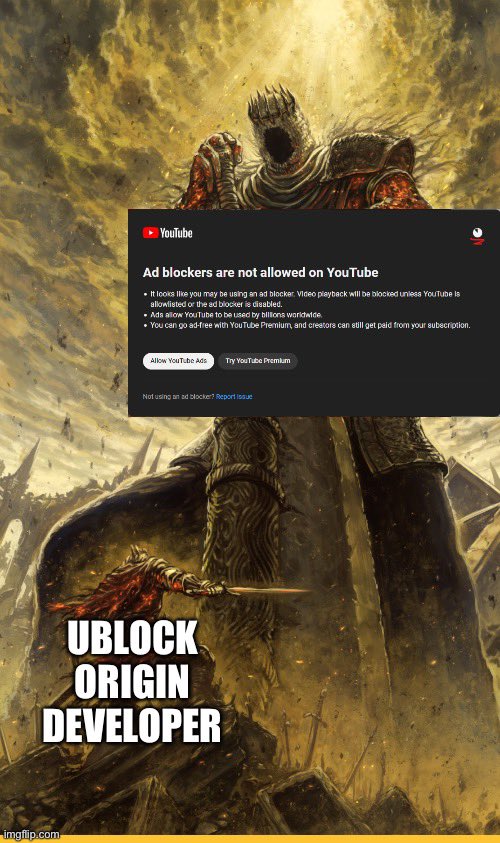 YouTube
Ad blockers are not allowed on YouTube
• It looks like you may be using an ad blocker. Video playback will be blocked unless YouTube is
allowlisted or the ad blocker is disabled.
• Ads allow YouTube to be used by billions worldwide.
• You can go ad-free with YouTube Premium, and creators can still get paid from your subscription.
Allow YouTube Ads Try YouTube Premium
Not using an ad blocker? Report issue
UBLOCK
ORIGIN
DEVELOPER
imgflip.com